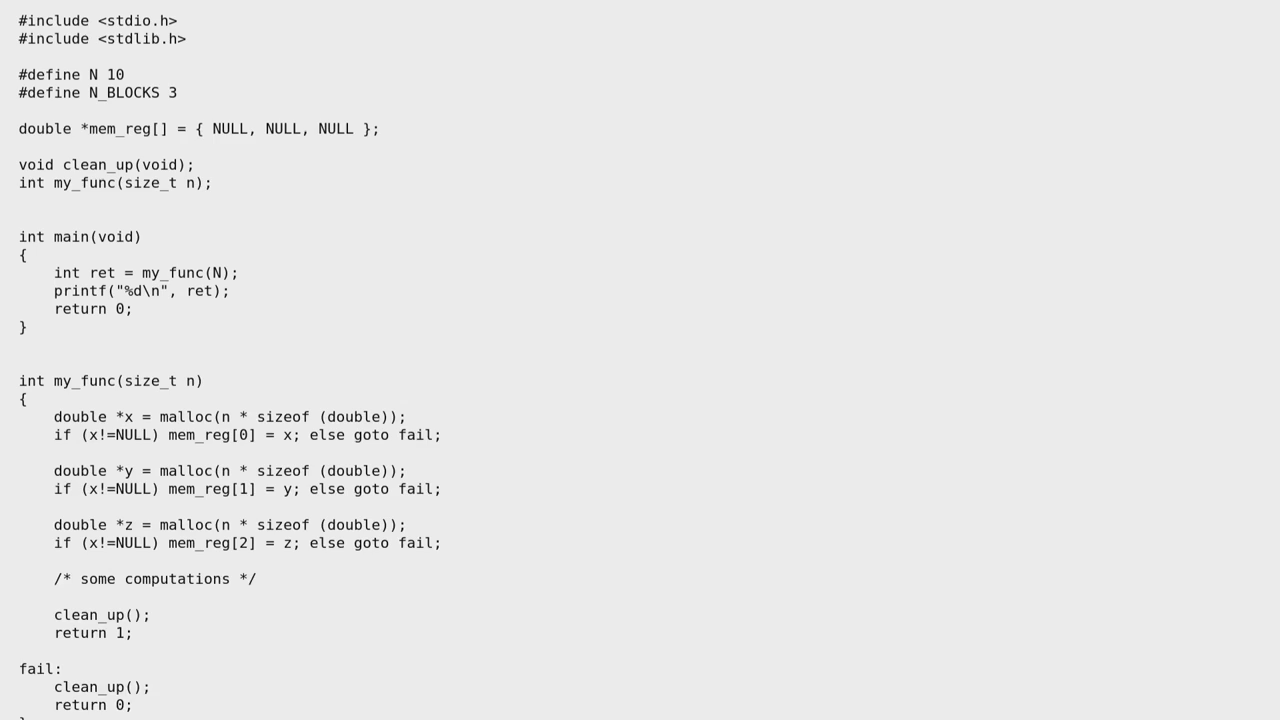 #include <stdio.h>
#include <stdlib.h>

#define N 10
#define N_BLOCKS 3

double *mem_reg[] = { NULL, NULL, NULL };

void clean_up(void);
int my_func(size_t n);


int main(void)
{
    int ret = my_func(N);
    printf("%d\n", ret);
    return 0;
}


int my_func(size_t n)
{
    double *x = malloc(n * sizeof (double));
    if (x!=NULL) mem_reg[0] = x; else goto fail;

    double *y = malloc(n * sizeof (double));
    if (x!=NULL) mem_reg[1] = y; else goto fail;

    double *z = malloc(n * sizeof (double));
    if (x!=NULL) mem_reg[2] = z; else goto fail;

    /* some computations */

    clean_up();
    return 1;

fail:
    clean_up();
    return 0;
}